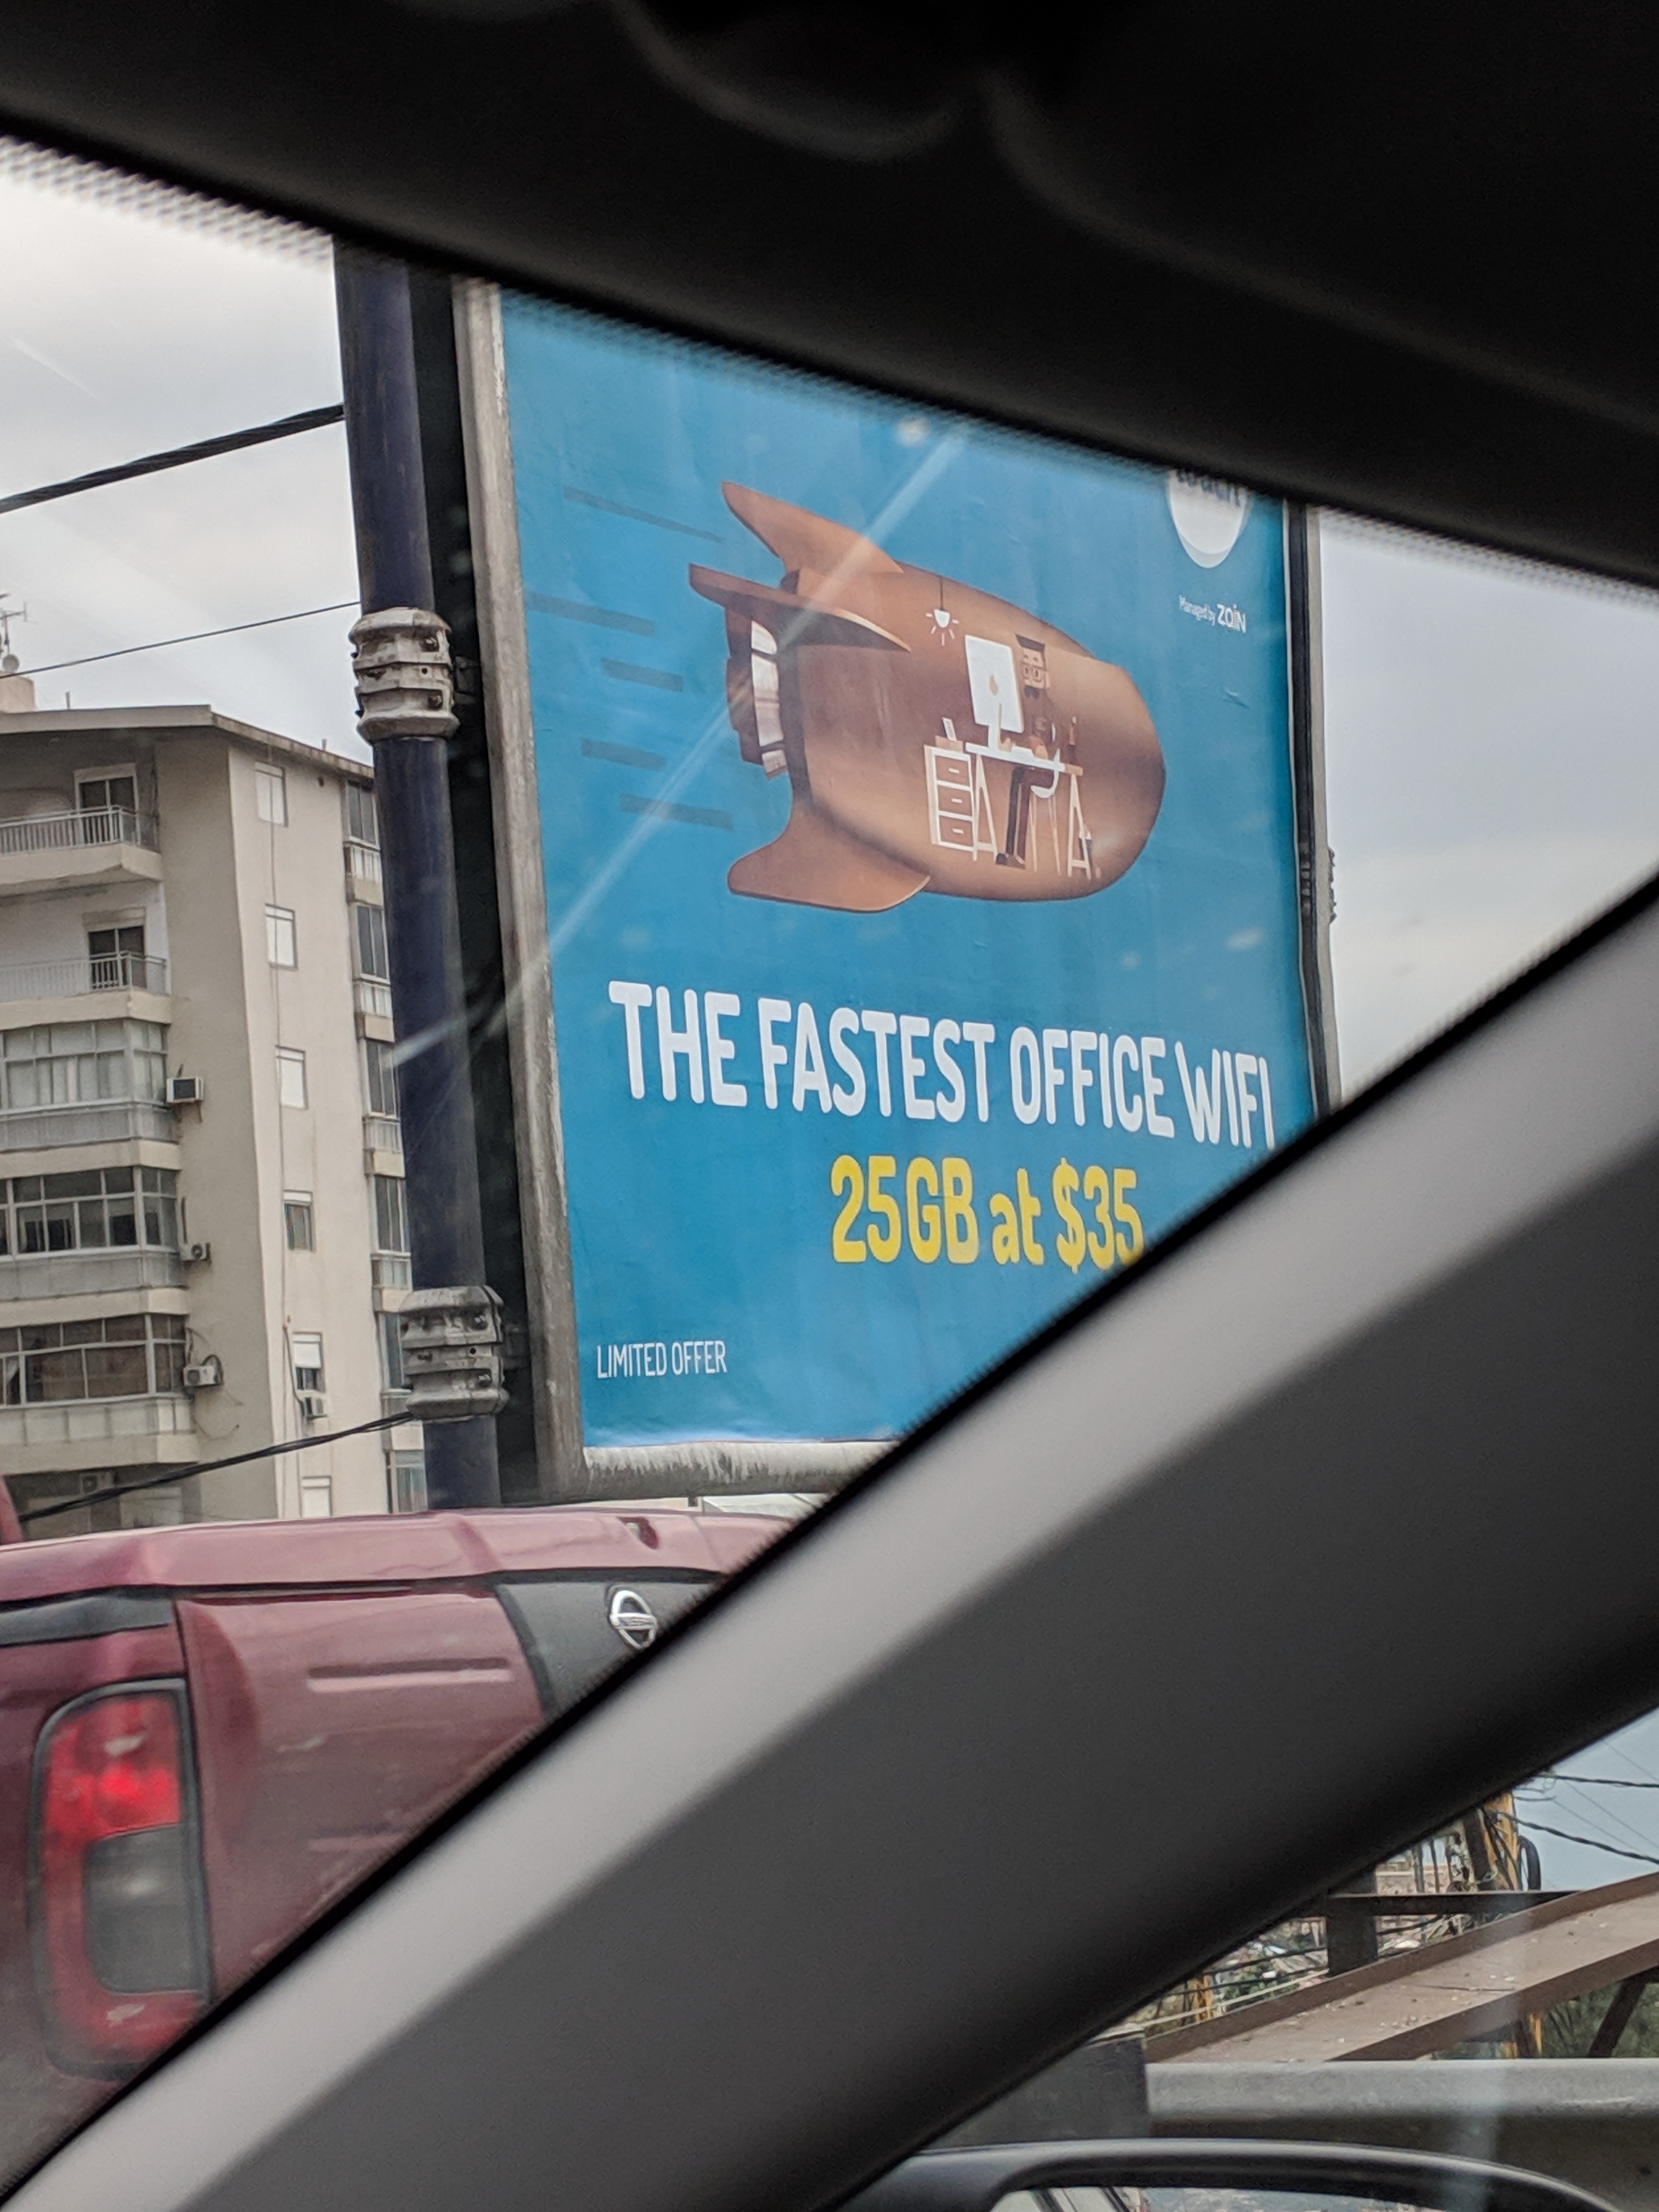 Managed by ZAIN
THE FASTEST OFFICE WIFI
25GB at $35
LIMITED OFFER